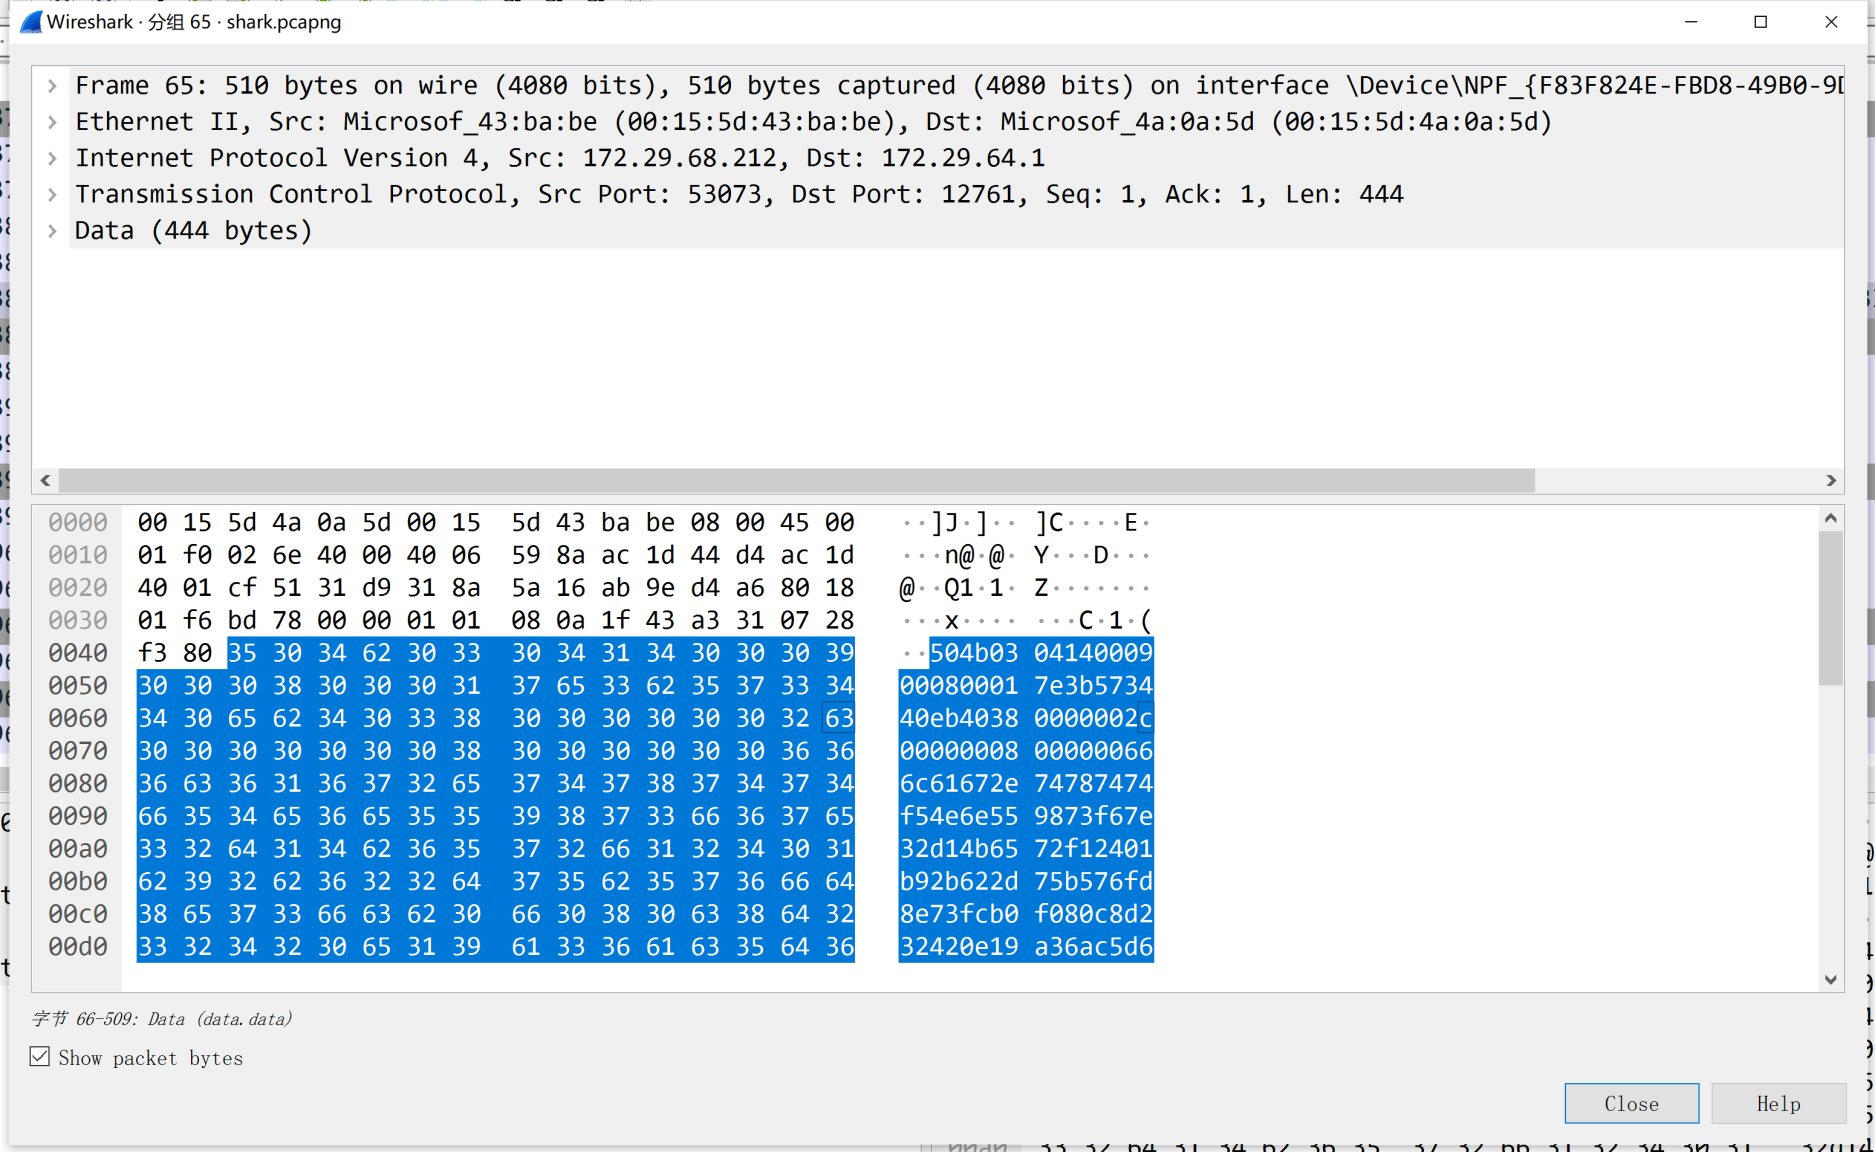 Wireshark · 分组 65 · shark.pcapng
Frame 65: 510 bytes on wire (4080 bits), 510 bytes captured (4080 bits) on interface \Device\NPF_{F83F824E-FBD8-49B0-9D
Ethernet II, Src: Microsof_43:ba:be (00:15:5d:43:ba:be), Dst: Microsof_4a:0a:5d (00:15:5d:4a:0a:5d)
Internet Protocol Version 4, Src: 172.29.68.212, Dst: 172.29.64.1
Transmission Control Protocol, Src Port: 53073, Dst Port: 12761, Seq: 1, Ack: 1, Len: 444
Data (444 bytes)
0000 00 15 5d 4a 0a 5d 00 15 5d 43 ba be 08 00 45 00 ··]J·]·· ]C····E·
0010 01 f0 02 6e 40 00 40 06 59 8a ac 1d 44 d4 ac 1d ···n@·@· Y···D···
0020 40 01 cf 51 31 d9 31 8a 5a 16 ab 9e d4 a6 80 18 @··Q1·1· Z·······
0030 01 f6 bd 78 00 00 01 01 08 0a 1f 43 a3 31 07 28 ···x···· ···C·1·(
0040 f3 80 35 30 34 62 30 33 30 34 31 34 30 30 30 39 ··504b03 04140009
0050 30 30 30 38 30 30 30 31 37 65 33 62 35 37 33 34 00080001 7e3b5734
0060 34 30 65 62 34 30 33 38 30 30 30 30 30 30 32 63 40eb4038 0000002c
0070 30 30 30 30 30 30 30 38 30 30 30 30 30 30 36 36 00000008 00000066
0080 36 63 36 31 36 37 32 65 37 34 37 38 37 34 37 34 6c61672e 74787474
0090 66 35 34 65 36 65 35 35 39 38 37 33 66 36 37 65 f54e6e55 9873f67e
00a0 33 32 64 31 34 62 36 35 37 32 66 31 32 34 30 31 32d14b65 72f12401
00b0 62 39 32 62 36 32 32 64 37 35 62 35 37 36 66 64 b92b622d 75b576fd
00c0 38 65 37 33 66 63 62 30 66 30 38 30 63 38 64 32 8e73fcb0 f080c8d2
00d0 33 32 34 32 30 65 31 39 61 33 36 61 63 35 64 36 32420e19 a36ac5d6
字节 66-509: Data (data.data)
Show packet bytes
Close Help